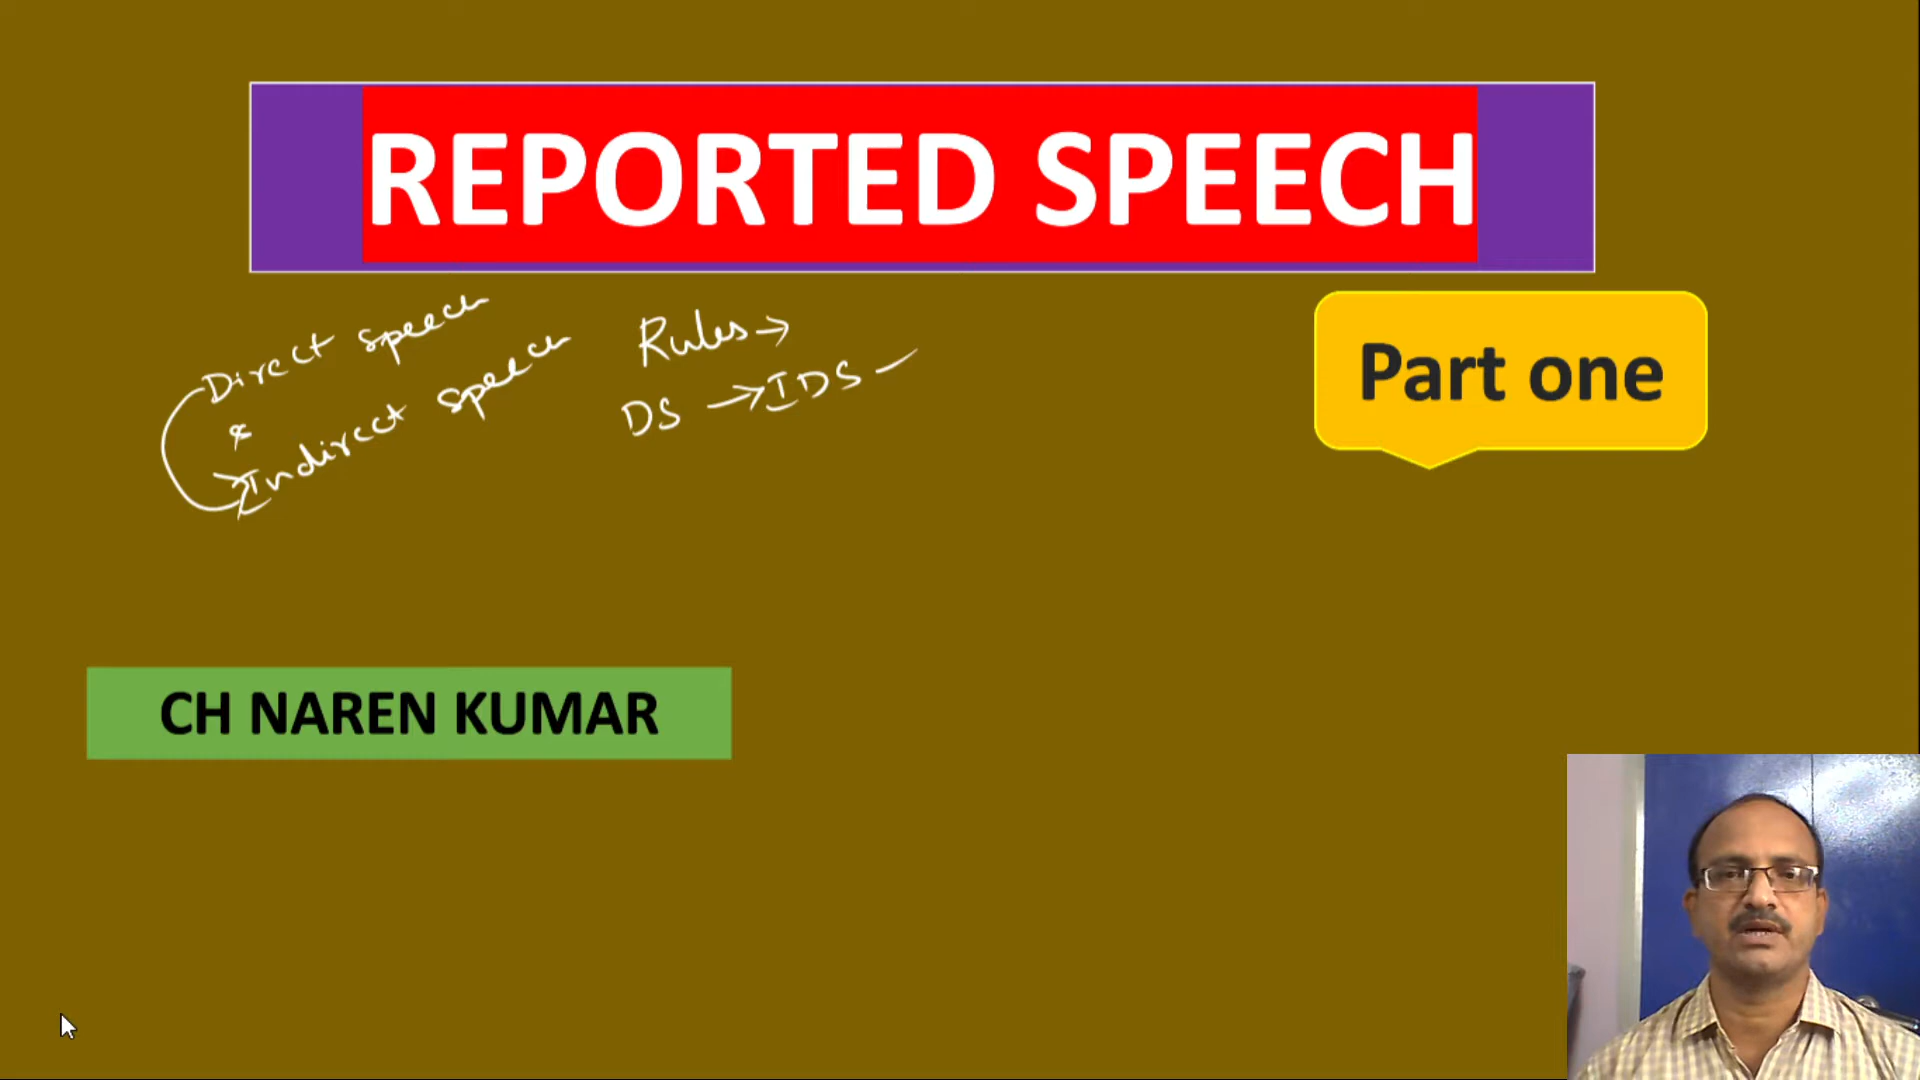 REPORTED SPEECH
Direct speech
&
Indirect speech
Rules →
DS → IDS –
Part one
CH NAREN KUMAR